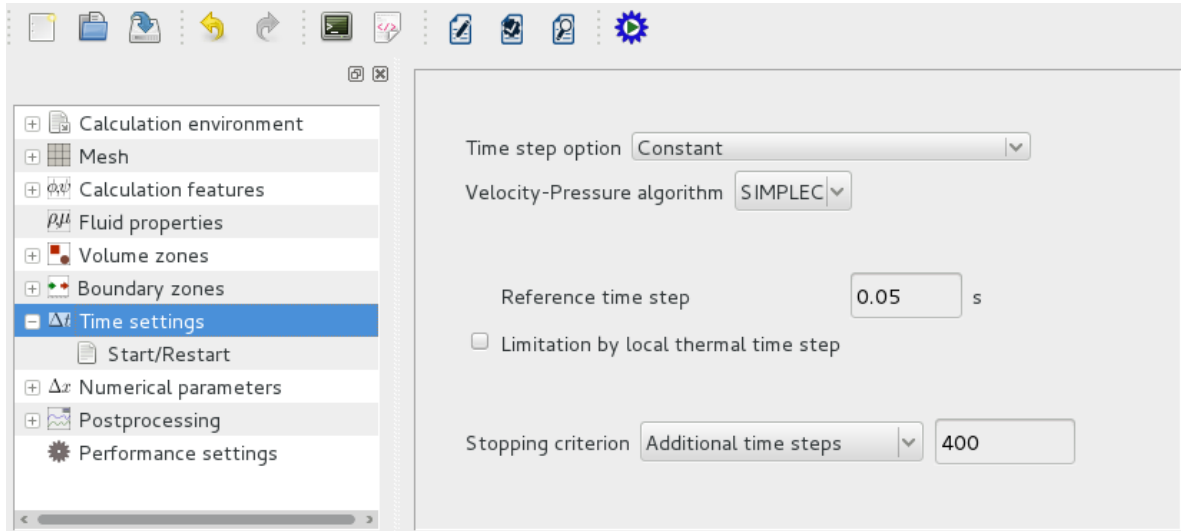 Calculation environment
Mesh
Calculation features
Fluid properties
Volume zones
Boundary zones
Time settings
Start/Restart
Δx Numerical parameters
Postprocessing
Performance settings
Time step option Constant
Velocity-Pressure algorithm SIMPLEC
Reference time step 0.05 s
Limitation by local thermal time step
Stopping criterion Additional time steps 400